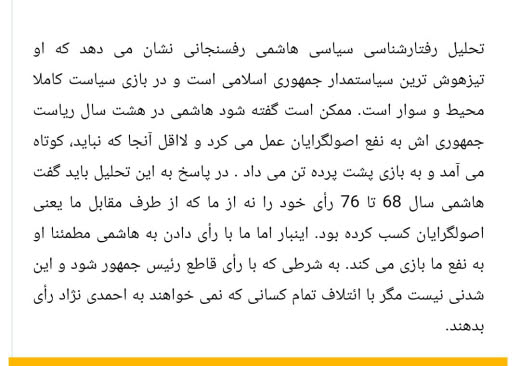 تحلیل رفتارشناسی سیاسی هاشمی رفسنجانی نشان می دهد که او
تیزهوش ترین سیاستمدار جمهوری اسلامی است و در بازی سیاست کاملا
محیط و سوار است. ممکن است گفته شود هاشمی در هشت سال ریاست
جمهوری اش به نفع اصولگرایان عمل می کرد و لااقل آنجا که نباید، کوتاه
می آمد و به بازی پشت پرده تن می داد . در پاسخ به این تحلیل باید گفت
هاشمی سال 68 تا 76 رأی خود را نه از ما که از طرف مقابل ما یعنی
اصولگرایان کسب کرده بود. اینبار اما ما با رأی دادن به هاشمی مطمئنا او
به نفع ما بازی می کند. به شرطی که با رأی قاطع رئیس جمهور شود و این
شدنی نیست مگر با ائتلاف تمام کسانی که نمی خواهند به احمدی نژاد رأی
بدهند.